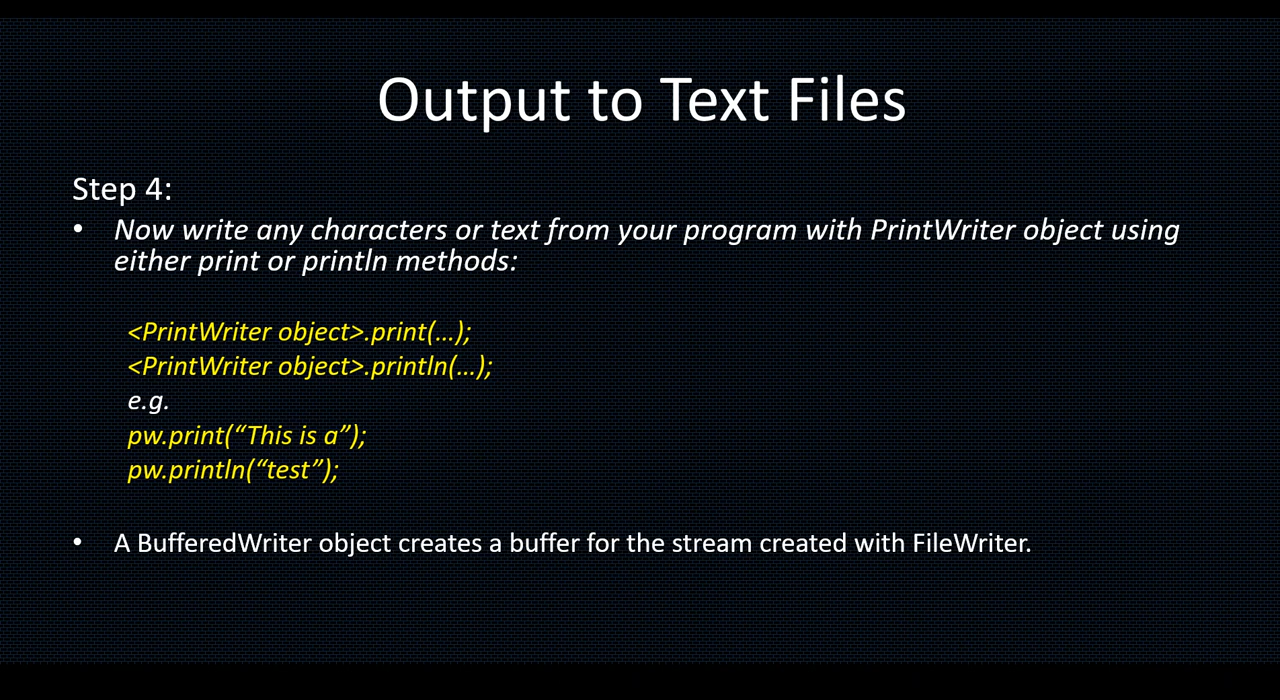 Output to Text Files
Step 4:
• Now write any characters or text from your program with PrintWriter object using
either print or println methods:
<PrintWriter object>.print(…);
<PrintWriter object>.println(…);
e.g.
pw.print(“This is a”);
pw.println(“test”);
• A BufferedWriter object creates a buffer for the stream created with FileWriter.